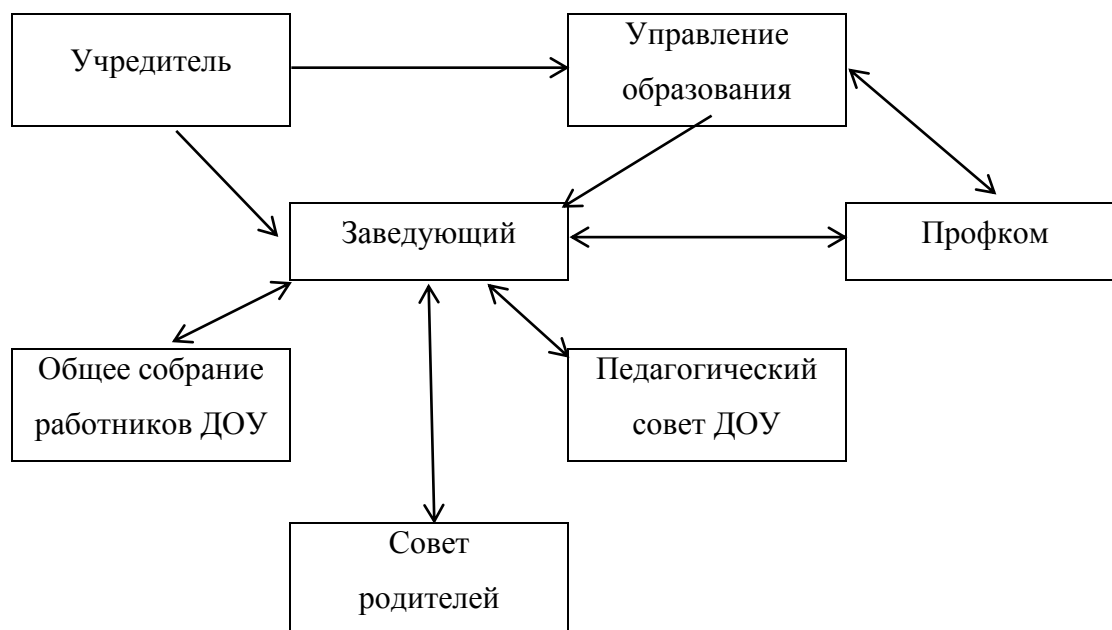 Учредитель
Управление
образования
Заведующий
Профком
Общее собрание
работников ДОУ
Педагогический
совет ДОУ
Совет
родителей